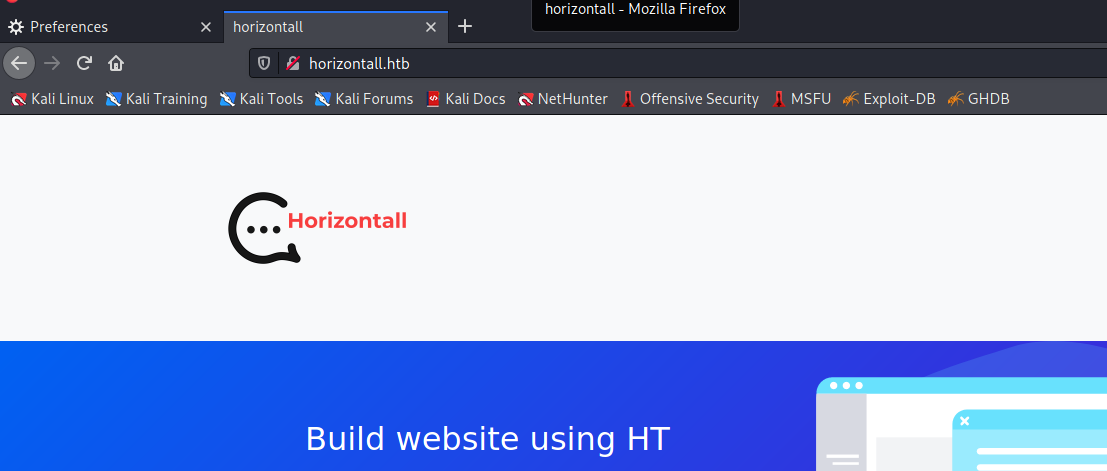 horizontall - Mozilla Firefox
Preferences
horizontall
horizontall.htb
Kali Linux Kali Training Kali Tools Kali Forums Kali Docs NetHunter Offensive Security MSFU Exploit-DB GHDB
Horizontall
Build website using HT